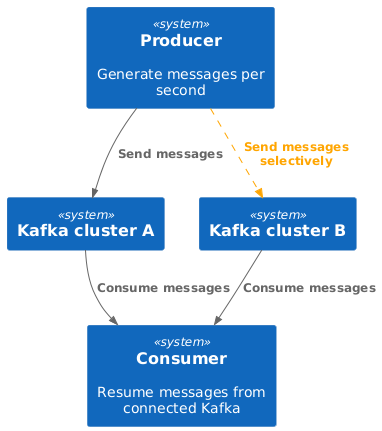 «system»
Producer
Generate messages per
second
Send messages
Send messages
selectively
«system»
Kafka cluster A
«system»
Kafka cluster B
Consume messages
Consume messages
«system»
Consumer
Resume messages from
connected Kafka